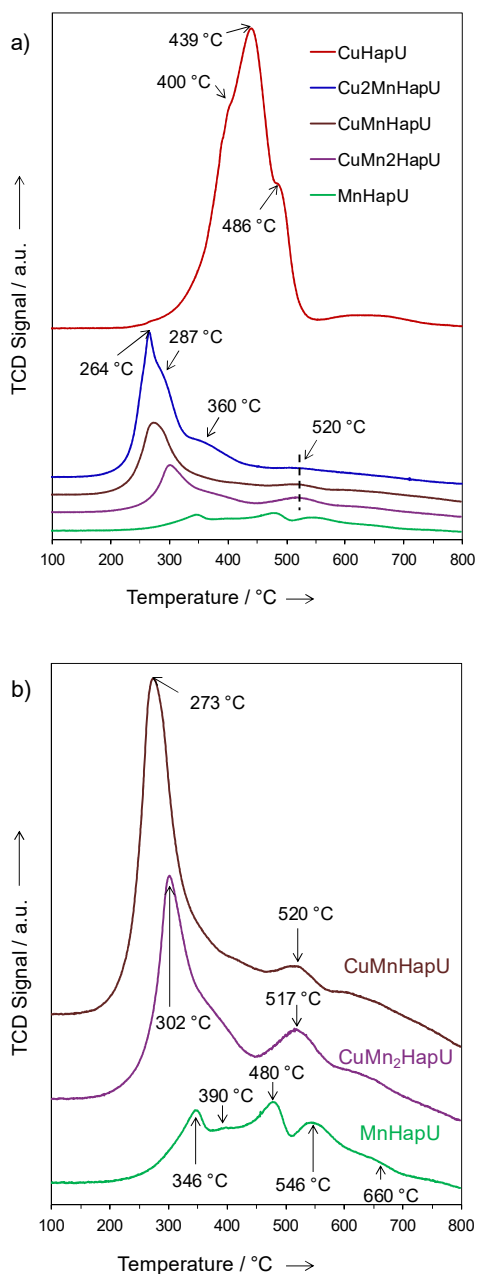 a)
439 °C
400 °C
486 °C
CuHapU
Cu2MnHapU
CuMnHapU
CuMn2HapU
MnHapU
264 °C
287 °C
360 °C
520 °C
TCD Signal / a.u.
100 200 300 400 500 600 700 800
Temperature / °C
b)
273 °C
520 °C
CuMnHapU
302 °C
517 °C
CuMn₂HapU
390 °C
480 °C
MnHapU
346 °C
546 °C
660 °C
TCD Signal / a.u.
100 200 300 400 500 600 700 800
Temperature / °C